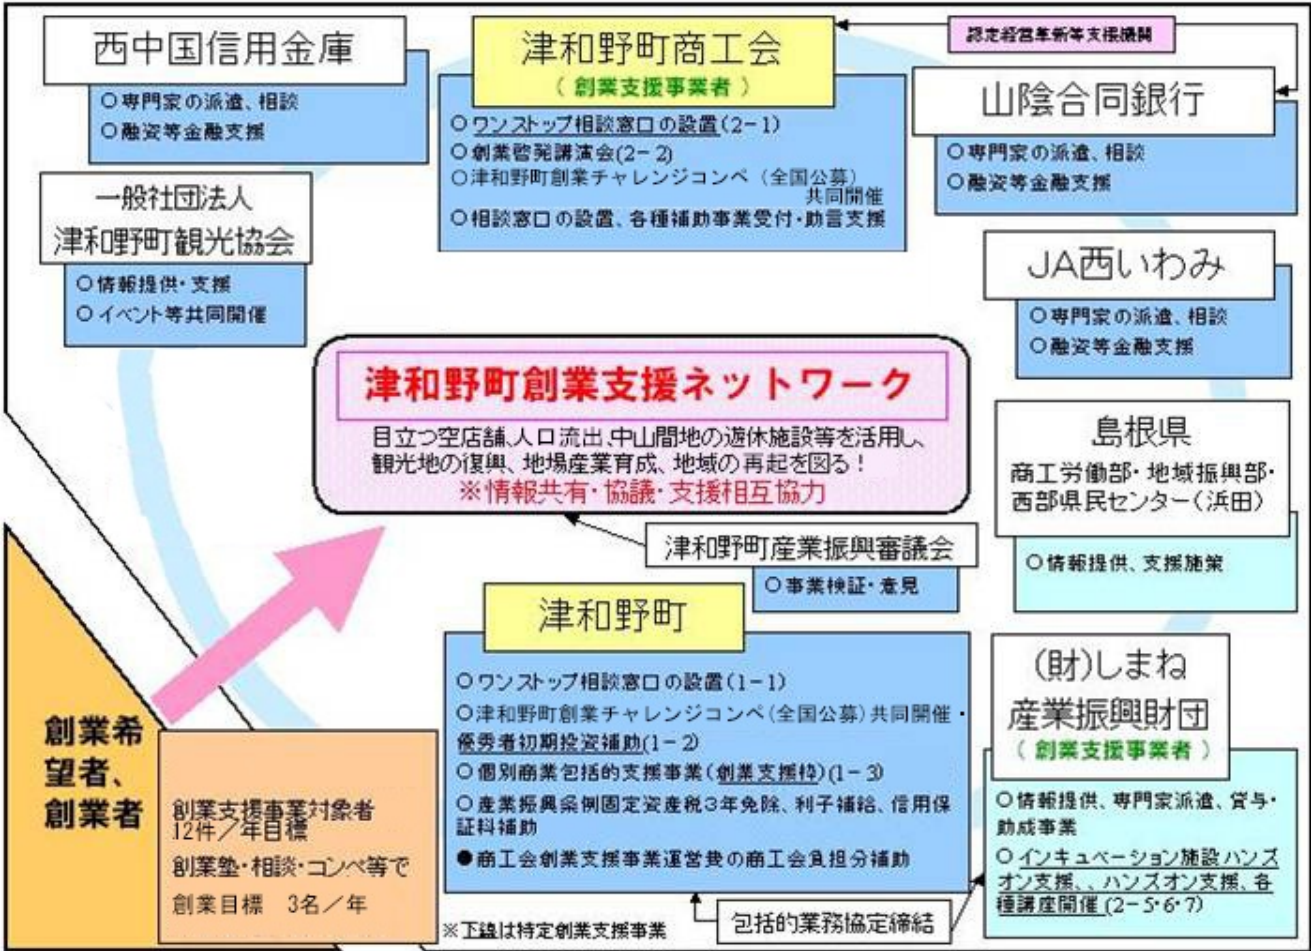 西中国信用金庫
○専門家の派遣、相談
○融資等金融支援
一般社団法人
津和野町観光協会
○情報提供・支援
○イベント等共同開催
津和野町商工会
（ 創業支援事業者 ）
○ワンストップ相談窓口の設置(2－1)
○創業啓発講演会(2－2)
○津和野町創業チャレンジコンペ（全国公募）
共同開催
○相談窓口の設置、各種補助事業受付・助言支援
認定経営革新等支援機関
山陰合同銀行
○専門家の派遣、相談
○融資等金融支援
JA西いわみ
○専門家の派遣、相談
○融資等金融支援
津和野町創業支援ネットワーク
目立つ空店舗、人口流出、中山間地の遊休施設等を活用し、
観光地の復興、地場産業育成、地域の再起を図る！
※情報共有・協議・支援相互協力
島根県
商工労働部・地域振興部・
西部県民センター（浜田）
○情報提供、支援施策
津和野町産業振興審議会
○事業検証・意見
津和野町
○ワンストップ相談窓口の設置(1－1)
○津和野町創業チャレンジコンペ(全国公募)共同開催・
優秀者初期投資補助(1－2)
○個別商業包括的支援事業(創業支援枠)(1－3)
○産業振興条例固定資産税３年免除、利子補給、信用保
証料補助
●商工会創業支援事業運営費の商工会負担分補助
(財)しまね
産業振興財団
（ 創業支援事業者 ）
○情報提供、専門家派遣、貸与・
助成事業
○インキュベーション施設ハンズ
オン支援、、ハンズオン支援、各
種講座開催(2－5・6・7)
創業希
望者、
創業者
創業支援事業対象者
12件／年目標
創業塾・相談・コンペ等で
創業目標　3名／年
※下線は特定創業支援事業
包括的業務協定締結